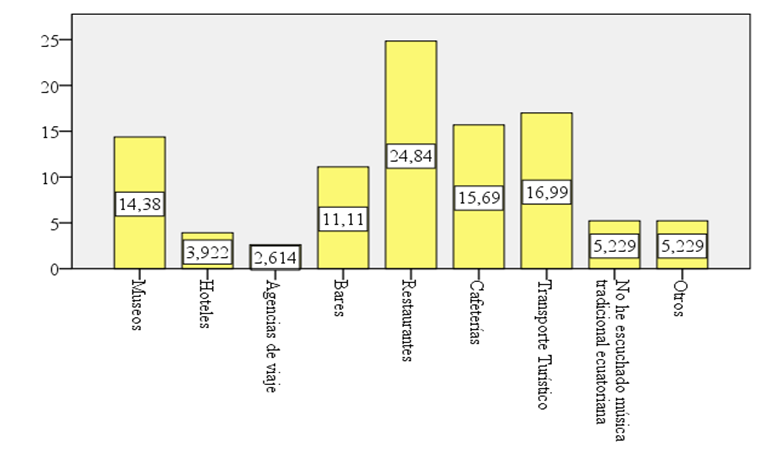 25
20
15
10
5
0
14,38
3,922
2,614
11,11
24,84
15,69
16,99
5,229
5,229
Museos
Hoteles
Agencias de viaje
Bares
Restaurantes
Cafeterías
Transporte Turístico
No he escuchado música
tradicional ecuatoriana
Otros